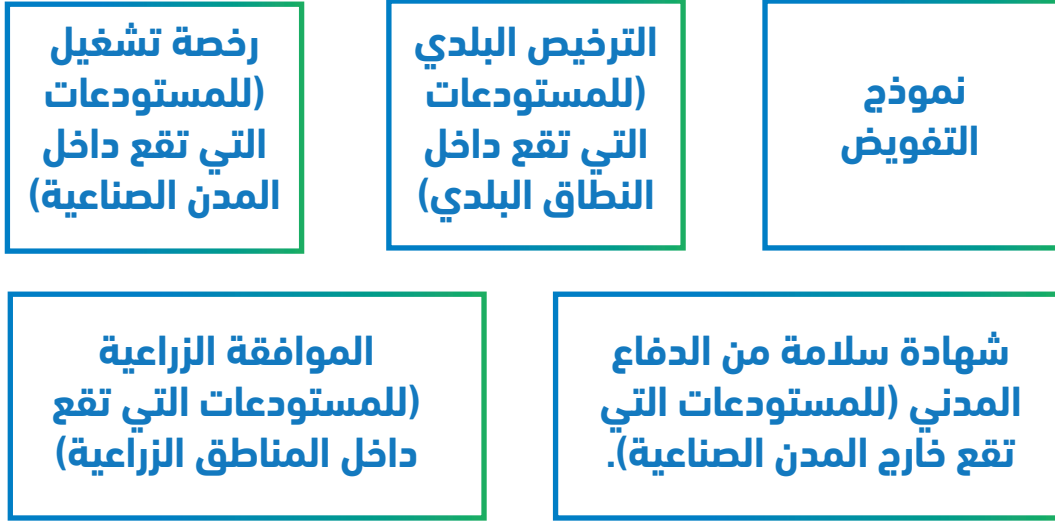 نموذج
التفويض
الترخيص البلدي
(للمستودعات
التي تقع داخل
النطاق البلدي)
رخصة تشغيل
(للمستودعات
التي تقع داخل
المدن الصناعية)
شهادة سلامة من الدفاع
المدني (للمستودعات التي
تقع خارج المدن الصناعية).
الموافقة الزراعية
(للمستودعات التي تقع
داخل المناطق الزراعية)